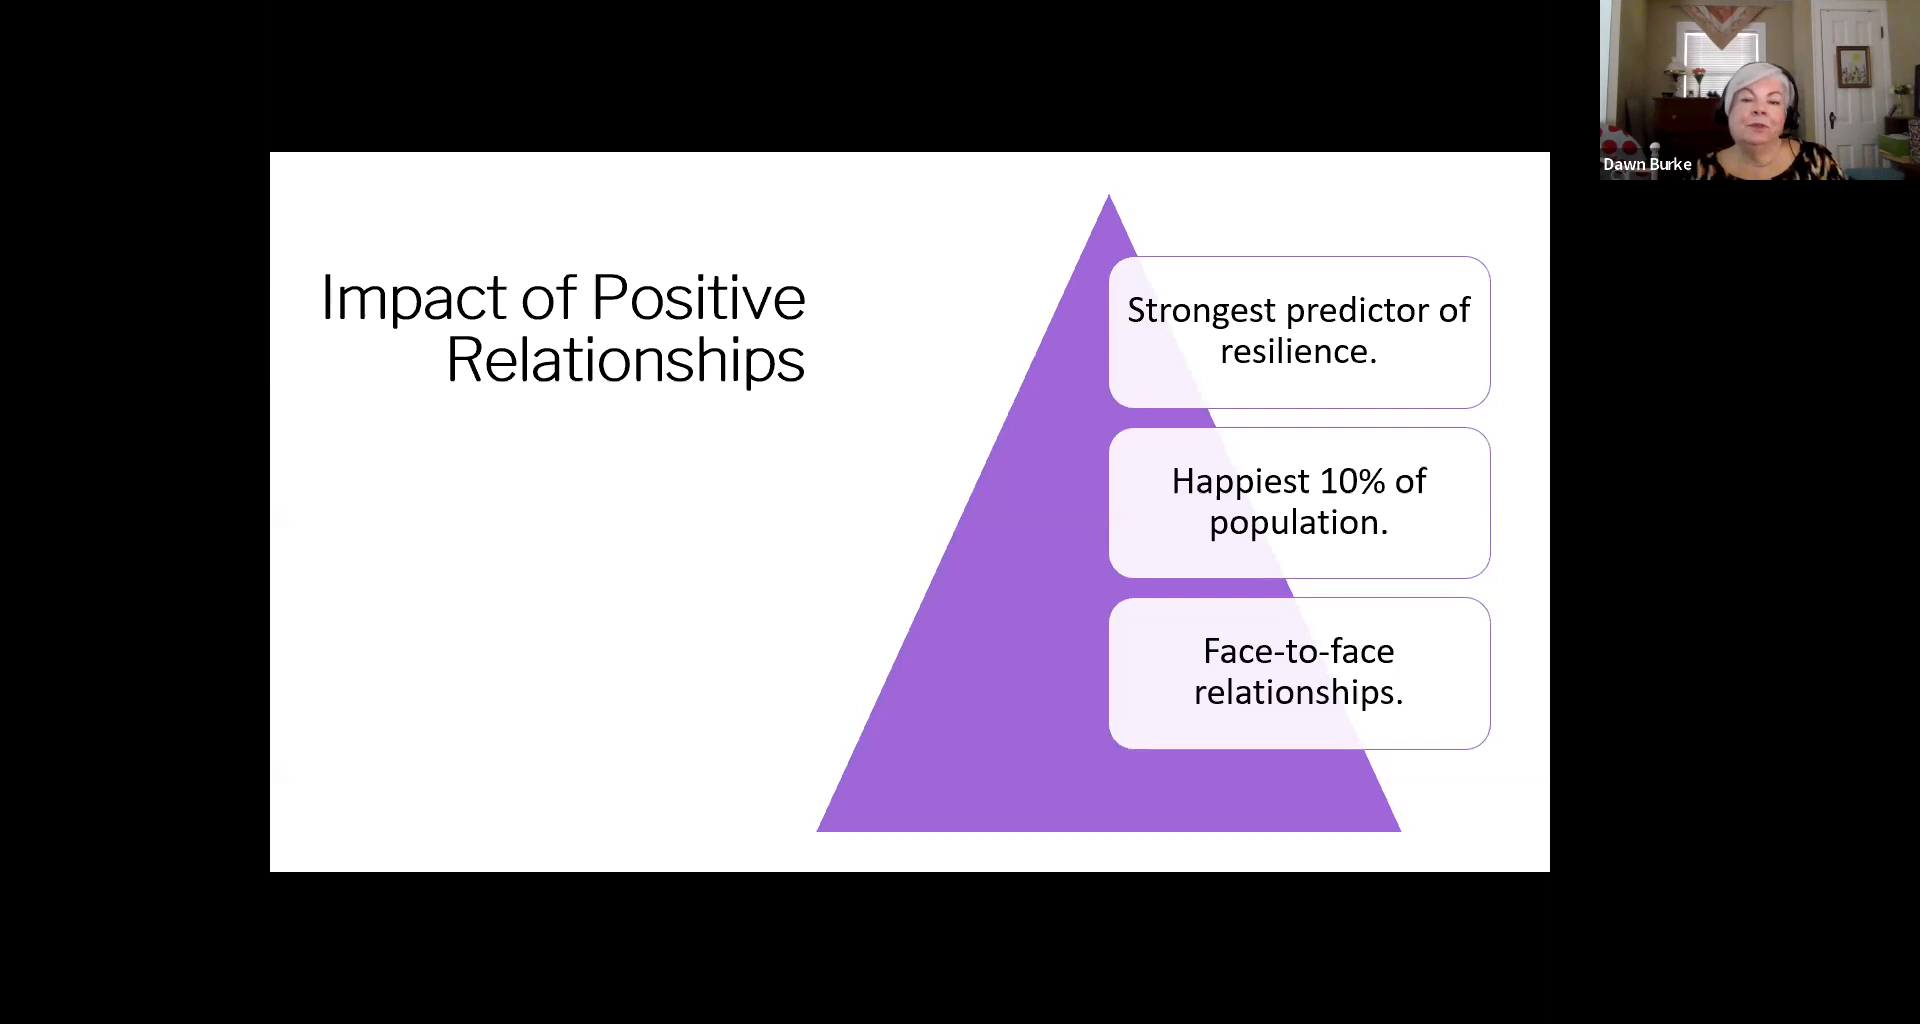 Impact of Positive
Relationships
Strongest predictor of
resilience.
Happiest 10% of
population.
Face-to-face
relationships.
Dawn Burke